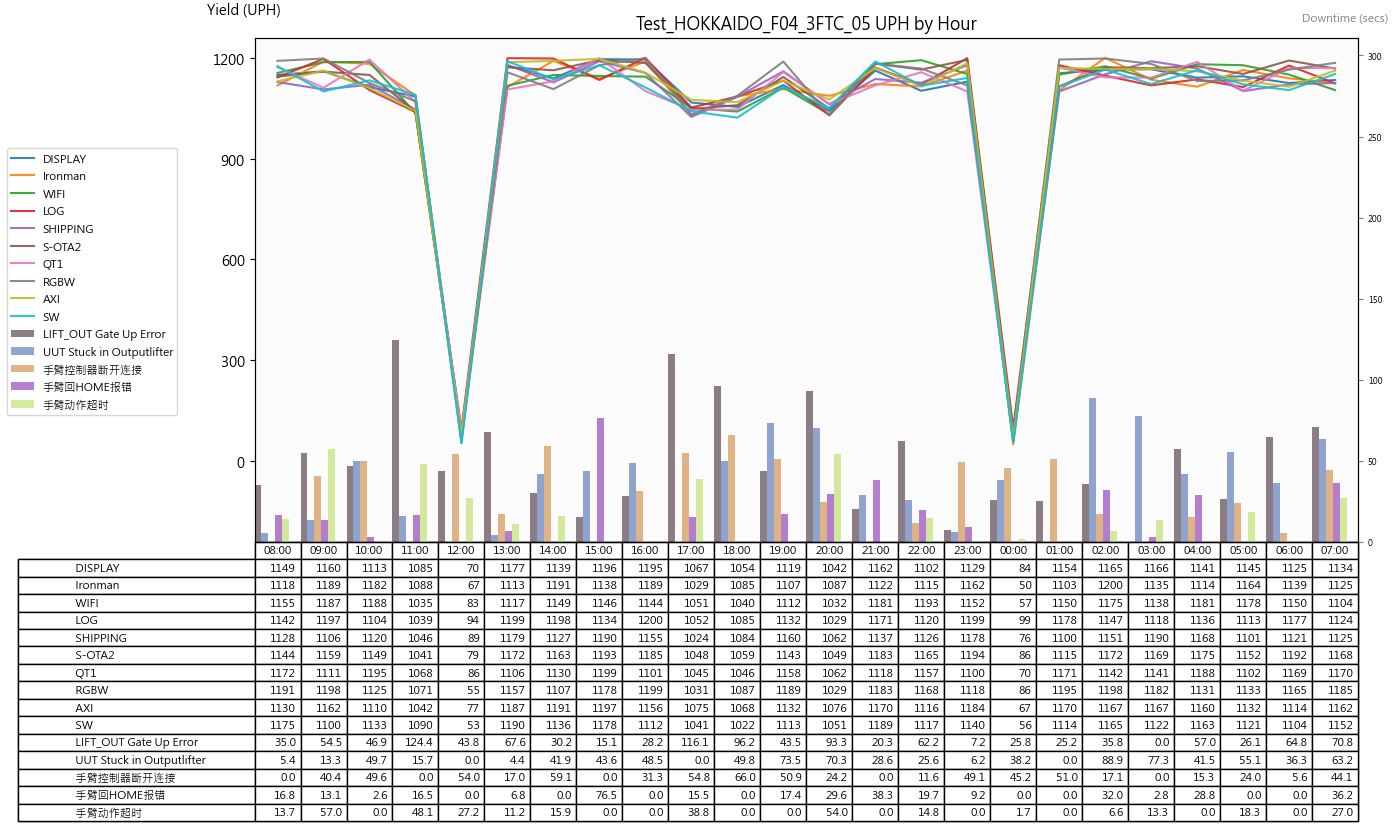 Yield (UPH)
Test_HOKKAIDO_F04_3FTC_05 UPH by Hour
Downtime (secs)
1200
900
600
300
0
300
250
200
150
100
50
0
DISPLAY
Ironman
WIFI
LOG
SHIPPING
S-OTA2
QT1
RGBW
AXI
SW
LIFT_OUT Gate Up Error
UUT Stuck in Outputlifter
手臂控制器断开连接
手臂回HOME报错
手臂动作超时
08:00 09:00 10:00 11:00 12:00 13:00 14:00 15:00 16:00 17:00 18:00 19:00 20:00 21:00 22:00 23:00 00:00 01:00 02:00 03:00 04:00 05:00 06:00 07:00
DISPLAY 1149 1160 1113 1085 70 1177 1139 1196 1195 1067 1054 1119 1042 1162 1102 1129 84 1154 1165 1166 1141 1145 1125 1134
Ironman 1118 1189 1182 1088 67 1113 1191 1138 1189 1029 1085 1107 1087 1122 1115 1162 50 1103 1200 1135 1114 1164 1139 1125
WIFI 1155 1187 1188 1035 83 1117 1149 1146 1144 1051 1040 1112 1032 1181 1193 1152 57 1150 1175 1138 1181 1178 1150 1104
LOG 1142 1197 1104 1039 94 1199 1198 1134 1200 1052 1085 1132 1029 1171 1120 1199 99 1178 1147 1118 1136 1113 1177 1124
SHIPPING 1128 1106 1120 1046 89 1179 1127 1190 1155 1024 1084 1160 1062 1137 1126 1178 76 1100 1151 1190 1168 1101 1121 1125
S-OTA2 1144 1159 1149 1041 79 1172 1163 1193 1185 1048 1059 1143 1049 1183 1165 1194 86 1115 1172 1169 1175 1152 1192 1168
QT1 1172 1111 1195 1068 86 1106 1130 1199 1101 1045 1046 1158 1062 1118 1157 1100 70 1171 1142 1141 1188 1102 1169 1170
RGBW 1191 1198 1125 1071 55 1157 1107 1178 1199 1031 1087 1189 1029 1183 1168 1118 86 1195 1198 1182 1131 1133 1165 1185
AXI 1130 1162 1110 1042 77 1187 1191 1197 1156 1075 1068 1132 1076 1170 1116 1184 67 1170 1167 1167 1160 1132 1114 1162
SW 1175 1100 1133 1090 53 1190 1136 1178 1112 1041 1022 1113 1051 1189 1117 1140 56 1114 1165 1122 1163 1121 1104 1152
LIFT_OUT Gate Up Error 35.0 54.5 46.9 124.4 43.8 67.6 30.2 15.1 28.2 116.1 96.2 43.5 93.3 20.3 62.2 7.2 25.8 25.2 35.8 0.0 57.0 26.1 64.8 70.8
UUT Stuck in Outputlifter 5.4 13.3 49.7 15.7 0.0 4.4 41.9 43.6 48.5 0.0 49.8 73.5 70.3 28.6 25.6 6.2 38.2 0.0 88.9 77.3 41.5 55.1 36.3 63.2
手臂控制器断开连接 0.0 40.4 49.6 0.0 54.0 17.0 59.1 0.0 31.3 54.8 66.0 50.9 24.2 0.0 11.6 49.1 45.2 51.0 17.1 0.0 15.3 24.0 5.6 44.1
手臂回HOME报错 16.8 13.1 2.6 16.5 0.0 6.8 0.0 76.5 0.0 15.5 0.0 17.4 29.6 38.3 19.7 9.2 0.0 0.0 32.0 2.8 28.8 0.0 0.0 36.2
手臂动作超时 13.7 57.0 0.0 48.1 27.2 11.2 15.9 0.0 0.0 38.8 0.0 0.0 54.0 0.0 14.8 0.0 1.7 0.0 6.6 13.3 0.0 18.3 0.0 27.0